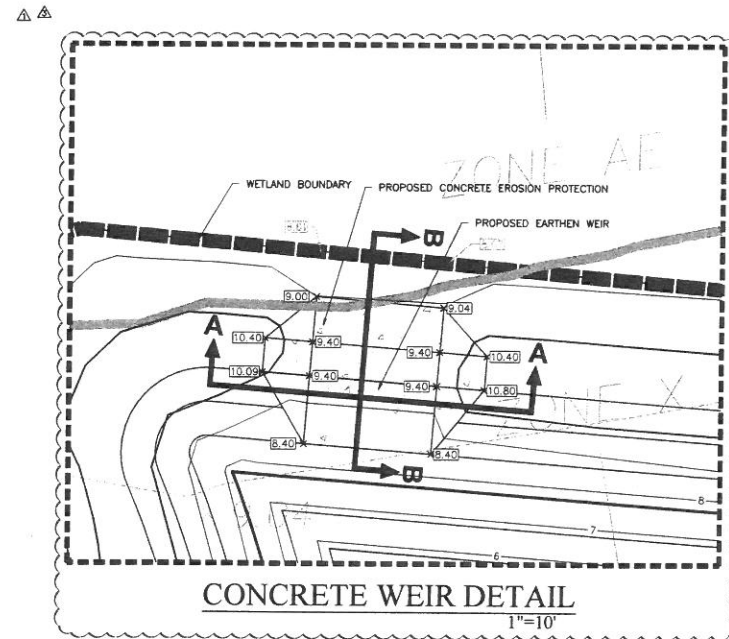 1 3
ZONE AE
WETLAND BOUNDARY
PROPOSED CONCRETE EROSION PROTECTION
PROPOSED EARTHEN WEIR
B
9.00
9.04
A
10.40
9.40
9.40
10.40
A
10.09
9.40
9.40
10.80
ZONE X
8.40
8.40
B
8
7
6
CONCRETE WEIR DETAIL
1"=10'